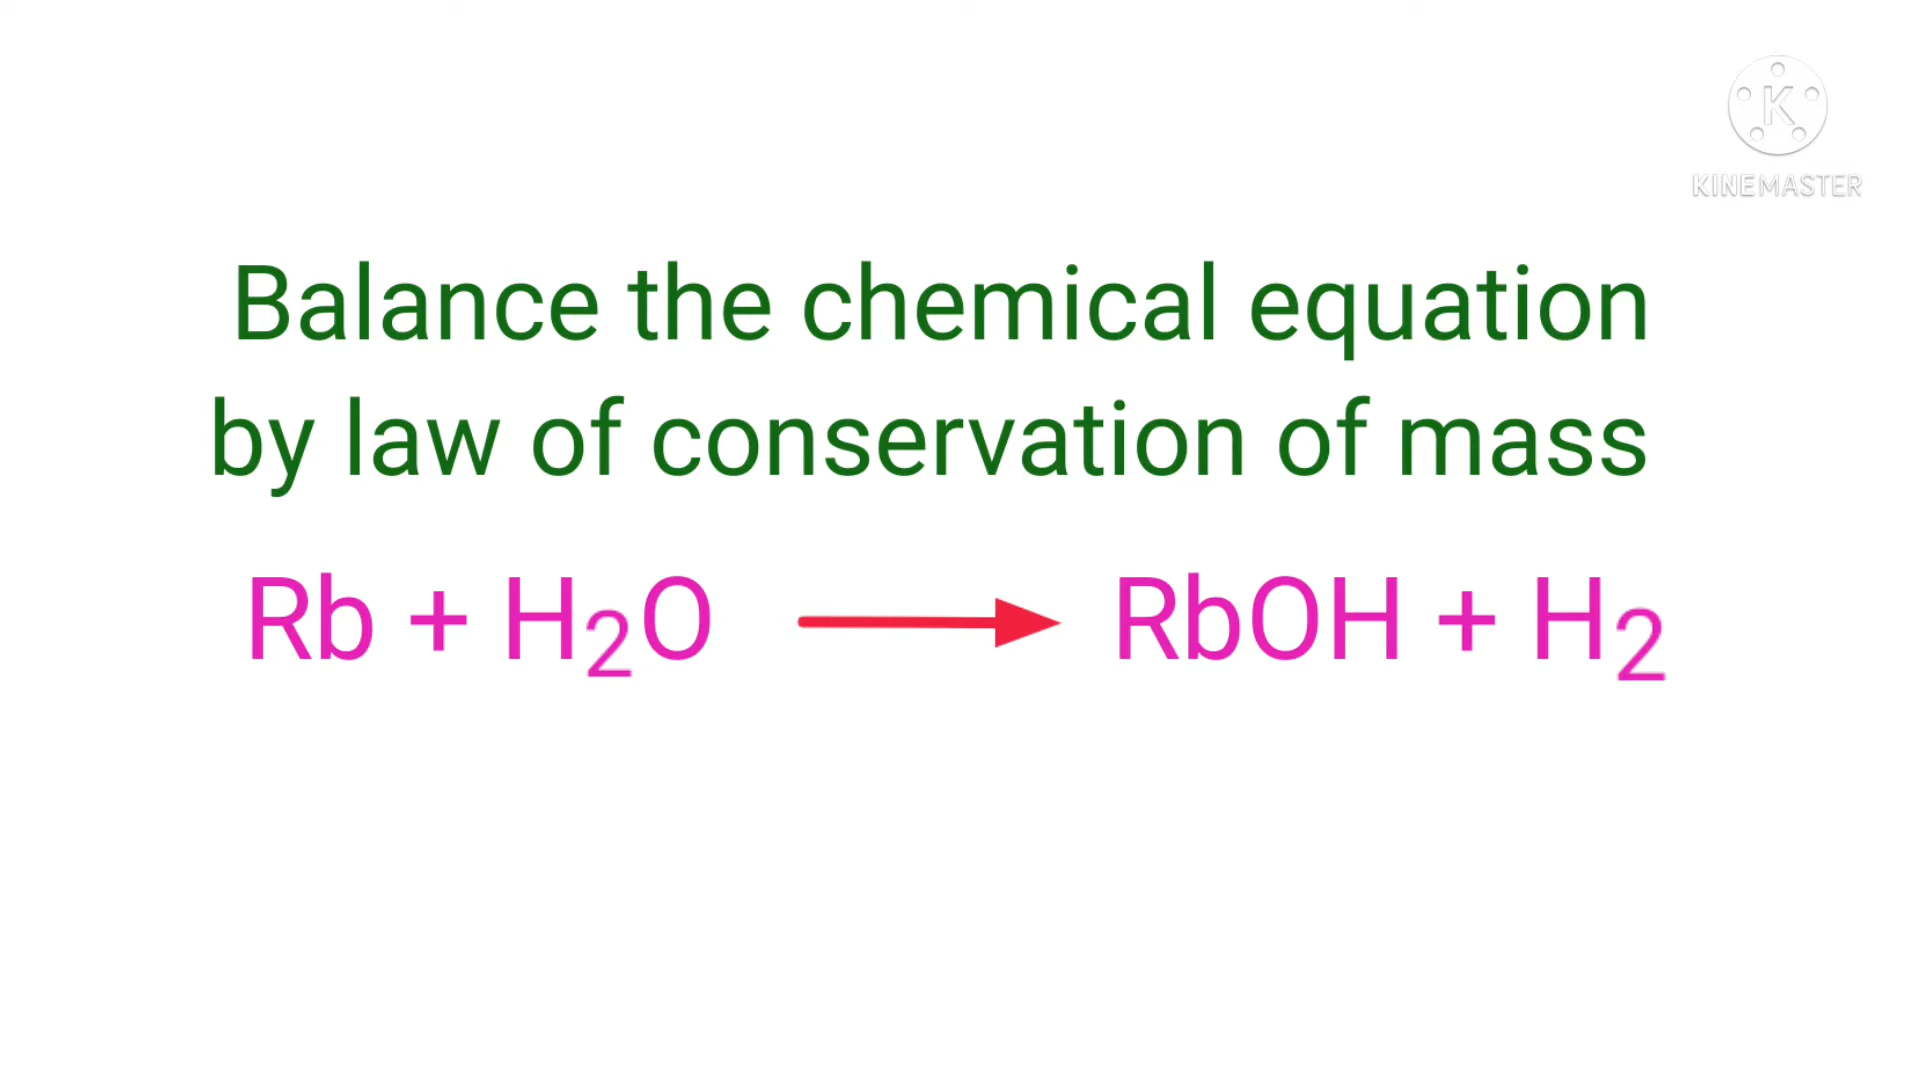 K
KINEMASTER
Balance the chemical equation
by law of conservation of mass
Rb + H₂O → RbOH + H₂